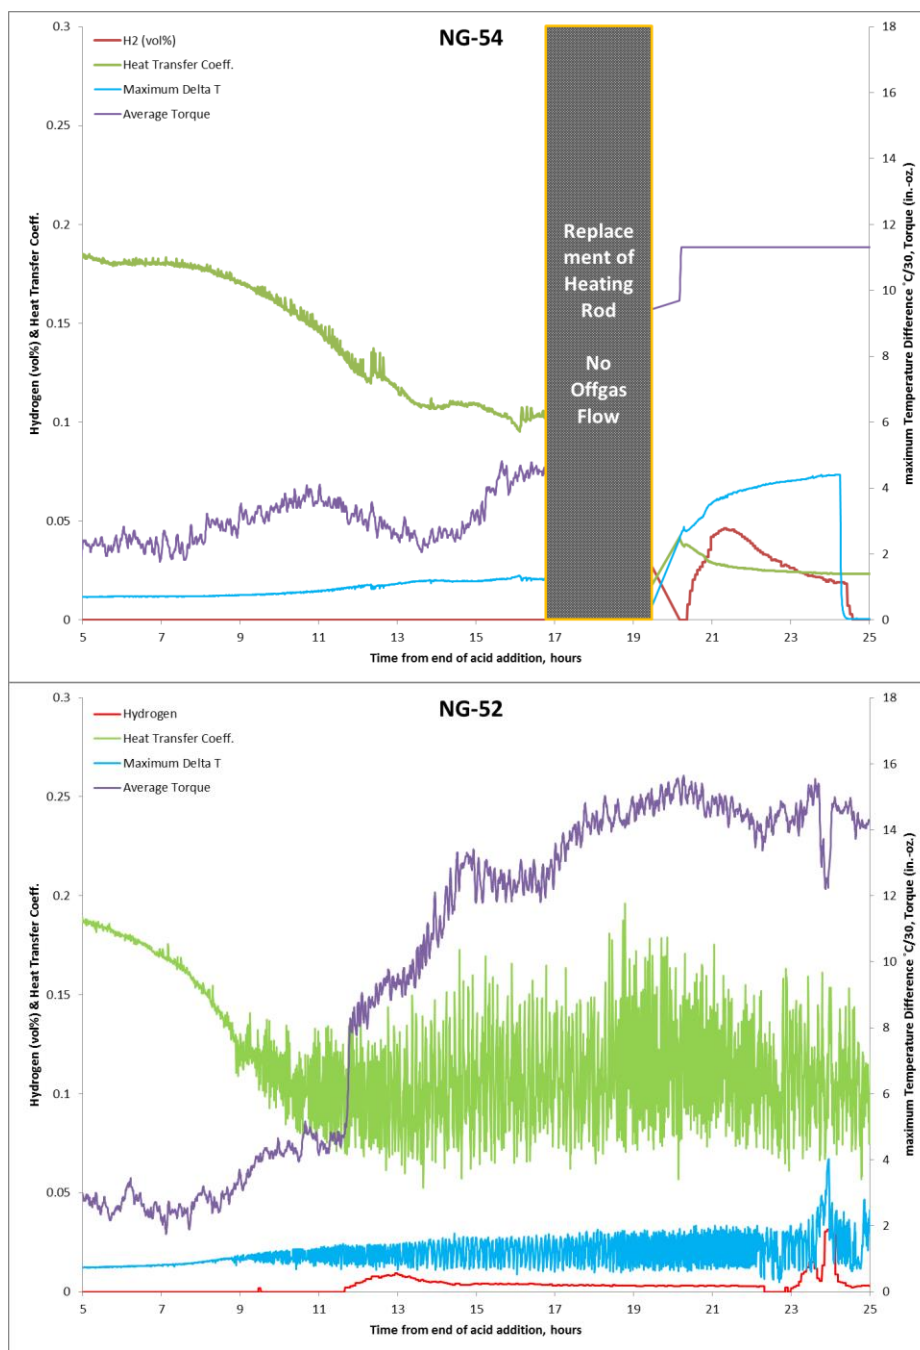 NG-54
H2 (vol%)
Heat Transfer Coeff.
Maximum Delta T
Average Torque
0.3
0.25
0.2
0.15
0.1
0.05
0
Hydrogen (vol%) & Heat Transfer Coeff.
Replace
ment of
Heating
Rod
No
Offgas
Flow
18
16
14
12
10
8
6
4
2
0
maximum Temperature Difference ˚C/30, Torque (in.-oz.)
5 7 9 11 13 15 17 19 21 23 25
Time from end of acid addition, hours
NG-52
Hydrogen
Heat Transfer Coeff.
Maximum Delta T
Average Torque
0.3
0.25
0.2
0.15
0.1
0.05
0
Hydrogen (vol%) & Heat Transfer Coeff.
18
16
14
12
10
8
6
4
2
0
maximum Temperature Difference ˚C/30, Torque (in.-oz.)
5 7 9 11 13 15 17 19 21 23 25
Time from end of acid addition, hours